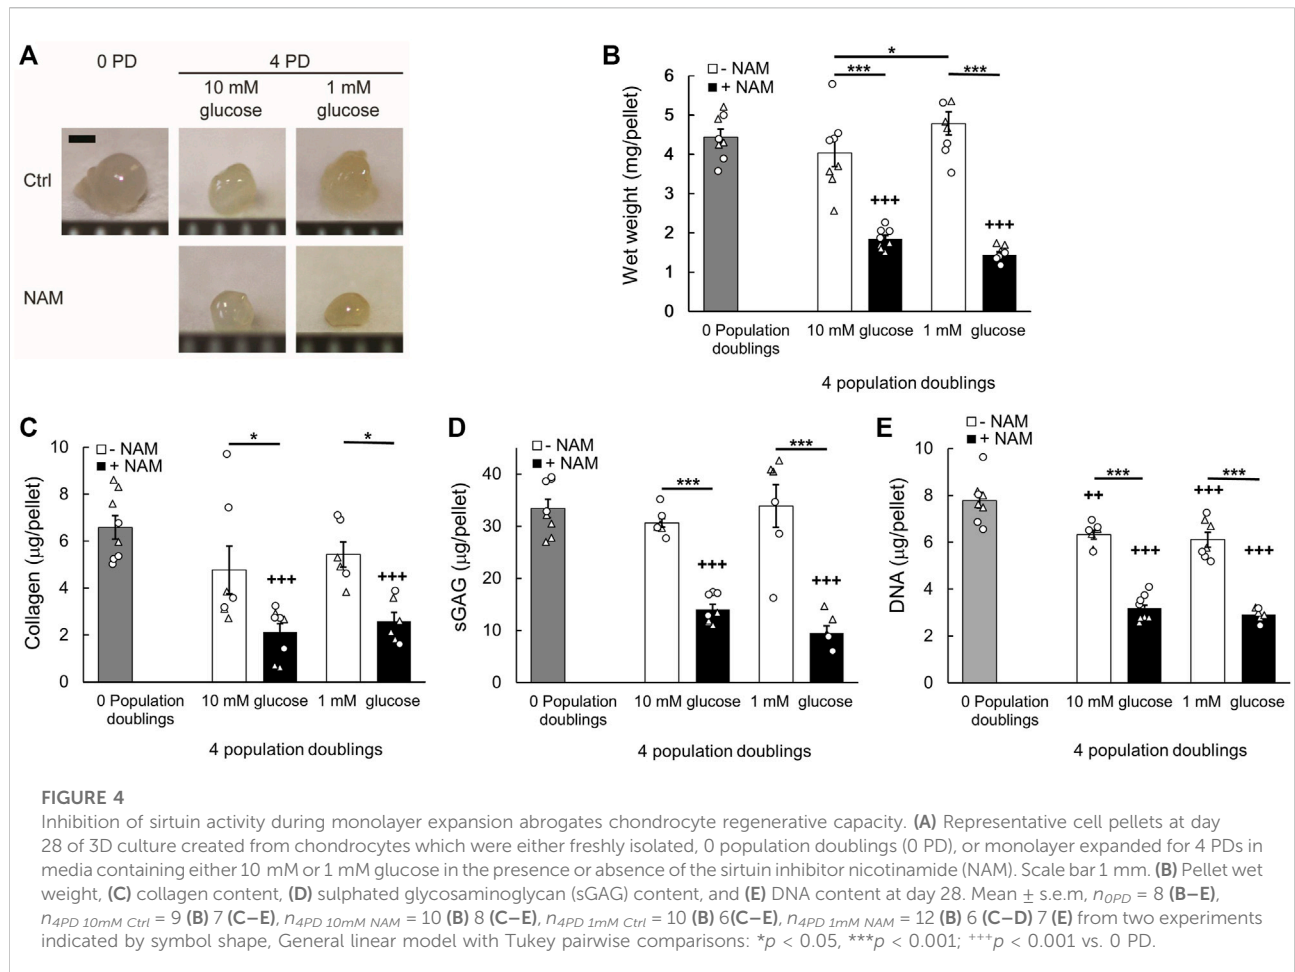 A
0 PD
4 PD
10 mM
glucose
1 mM
glucose
Ctrl
NAM
B
- NAM
+ NAM
*
***
***
+++
+++
Wet weight (mg/pellet)
6
5
4
3
2
1
0
0 Population
doublings
10 mM glucose
1 mM glucose
4 population doublings
C
- NAM
+ NAM
*
*
+++
+++
Collagen (µg/pellet)
10
8
6
4
2
0
0 Population
doublings
10 mM glucose
1 mM glucose
4 population doublings
D
- NAM
+ NAM
***
***
+++
+++
sGAG (µg/pellet)
40
30
20
10
0
0 Population
doublings
10 mM glucose
1 mM glucose
4 population doublings
E
- NAM
+ NAM
***
***
++
+++
+++
+++
DNA (µg/pellet)
10
8
6
4
2
0
0 Population
doublings
10 mM glucose
1 mM glucose
4 population doublings
FIGURE 4
Inhibition of sirtuin activity during monolayer expansion abrogates chondrocyte regenerative capacity. (A) Representative cell pellets at day
28 of 3D culture created from chondrocytes which were either freshly isolated, 0 population doublings (0 PD), or monolayer expanded for 4 PDs in
media containing either 10 mM or 1 mM glucose in the presence or absence of the sirtuin inhibitor nicotinamide (NAM). Scale bar 1 mm. (B) Pellet wet
weight, (C) collagen content, (D) sulphated glycosaminoglycan (sGAG) content, and (E) DNA content at day 28. Mean ± s.e.m, n0PD = 8 (B–E),
n4PD 10mM Ctrl = 9 (B) 7 (C–E), n4PD 10mM NAM = 10 (B) 8 (C–E), n4PD 1mM Ctrl = 10 (B) 6(C–E), n4PD 1mM NAM = 12 (B) 6 (C–D) 7 (E) from two experiments
indicated by symbol shape, General linear model with Tukey pairwise comparisons: *p < 0.05, ***p < 0.001; +++p < 0.001 vs. 0 PD.